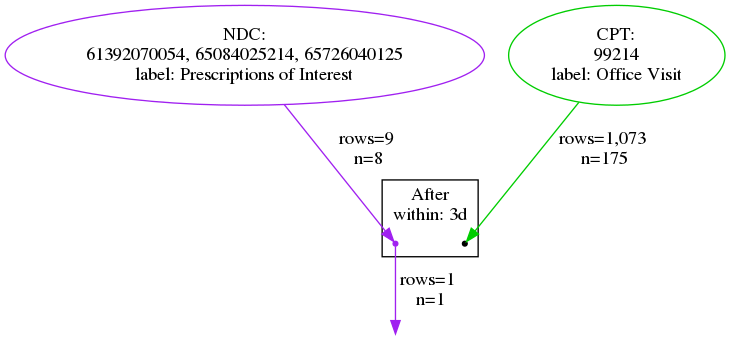 NDC:
61392070054, 65084025214, 65726040125
label: Prescriptions of Interest
CPT:
99214
label: Office Visit
rows=9
n=8
rows=1,073
n=175
After
within: 3d
rows=1
n=1